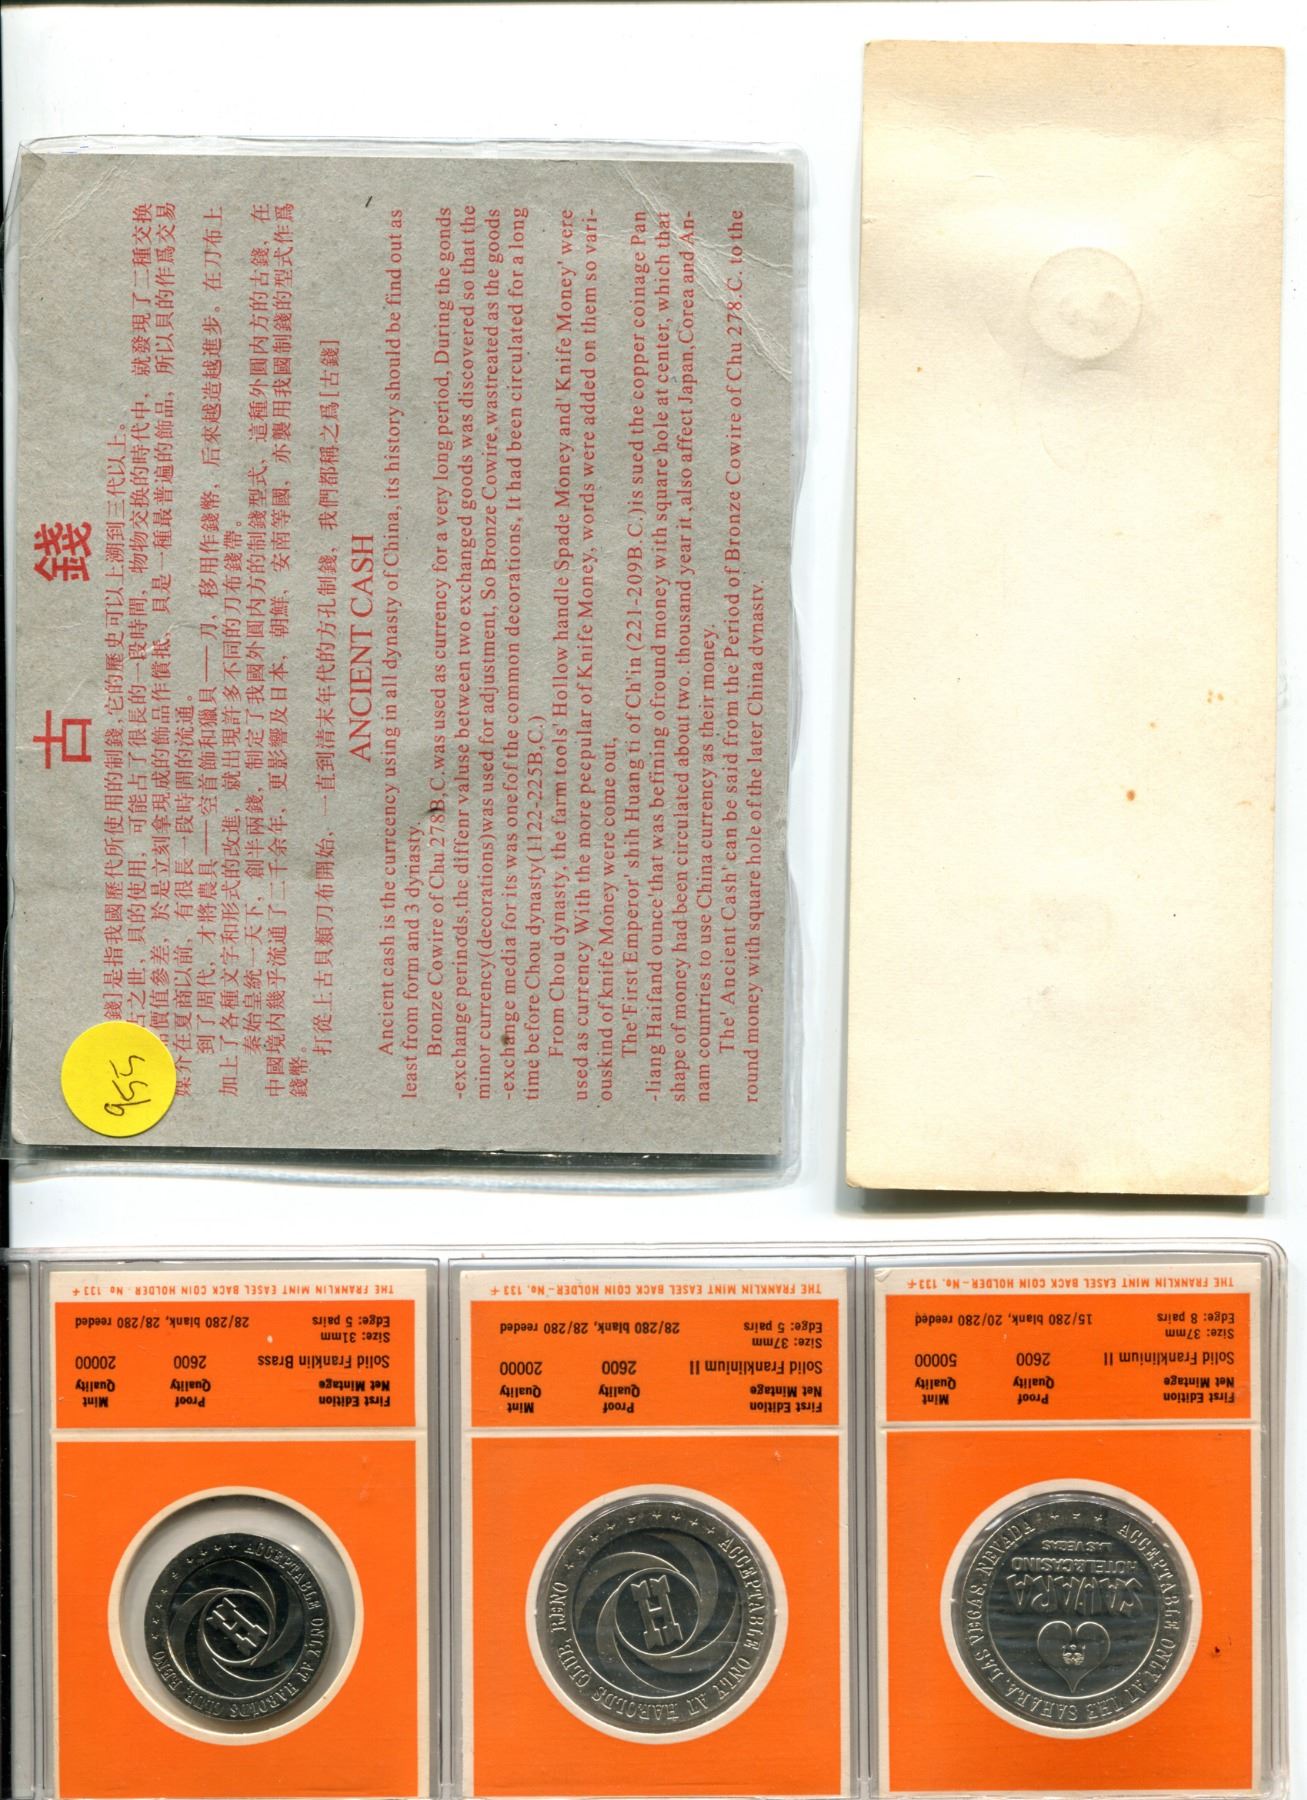 古 錢
錢]是指我國歷代所使用的制錢,它的歷史可以上溯到三代以上。
古之世,貝的使用,可能占了很長的一段時間,物物交換的時代中,就發現了二種交換
價值參差,於是立刻拿現成的飾品作償抵,貝是一種最普遍的飾品,所以貝的作爲交易
媒介在夏商以前,有很長一段時間的流通。
到了周代,才將農具——空首飾和獵具——刀,移用作錢幣,后來越造越進步。在刀布上
加上了各種文字和形式的改進,就出現許多不同的刀布錢幣。
秦始皇統一天下,創半兩錢,制定了我國外圓内方的制錢型式,這種外圓内方的古錢,在
中國境内幾乎流通了二千余年,更影響及日本,朝鮮,安南等國,亦襲用我國制錢的型式作爲
錢幣。
打從上古貝類刀布開始,一直到清末年代的方孔制錢,我們都稱之爲[古錢]
ANCIENT CASH
Ancient cash is the currency using in all dynasty of China,its history should be find out as
least from form and 3 dynasty
Bronze Cowire of Chu 278B,C.was used as currency for a very long period, During the gonds
-exchange perinods,the differn valuse between two exchanged goods was discovered so that the
minor currency(decorations)was used for adjustment, So Bronze Cowire,wastreated as the goods
-exchange media for its was onefof the common decorations, It had been circulated for a long
time before Chou dynasty(1122-225B,C.)
From Chou dynasty, the farm tools' Hollow handle Spade Money and' Knife Money' were
used as currency With the more peepular of Knife Money, words were added on them so vari-
ouskind of knife Money were come out,
The'First Emperor' shih Huang ti of Ch'in (221-209B.C.)is sued the copper coinage Pan
-liang Haifand ounce'that was befining ofround money with square hole at center, which that
shape of money had been circulated about two. thousand year it ,also affect Japan,Corea and An-
nam countries to use China currency as their money.
The' Ancient Cash' can be said from the Period of Bronze Cowire of Chu 278.C. to the
round money with square hole of the later China dynasty.
955
THE FRANKLIN MINT EASEL BACK COIN HOLDER - No. 133 +
First Edition Proof Mint
Net Mintage Quality Quality
Solid Franklin Brass 2600 20000
Size: 31mm
Edge: 5 pairs 28/280 blank, 28/280 reeded
ACCEPTABLE ONLY AT HAROLDS CLUB, RENO
H
THE FRANKLIN MINT EASEL BACK COIN HOLDER - No. 133 +
First Edition Proof Mint
Net Mintage Quality Quality
Solid Franklinium II 2600 20000
Size: 37mm
Edge: 5 pairs 28/280 blank, 28/280 reeded
ACCEPTABLE ONLY AT HAROLDS CLUB, RENO
H
THE FRANKLIN MINT EASEL BACK COIN HOLDER - No. 133 +
First Edition Proof Mint
Net Mintage Quality Quality
Solid Franklinium II 2600 50000
Size: 37mm
Edge: 8 pairs 15/280 blank, 20/280 reeded
ACCEPTABLE ONLY AT THE SAHARA, LAS VEGAS, NEVADA
SAHARA
HOTEL & CASINO
LAS VEGAS